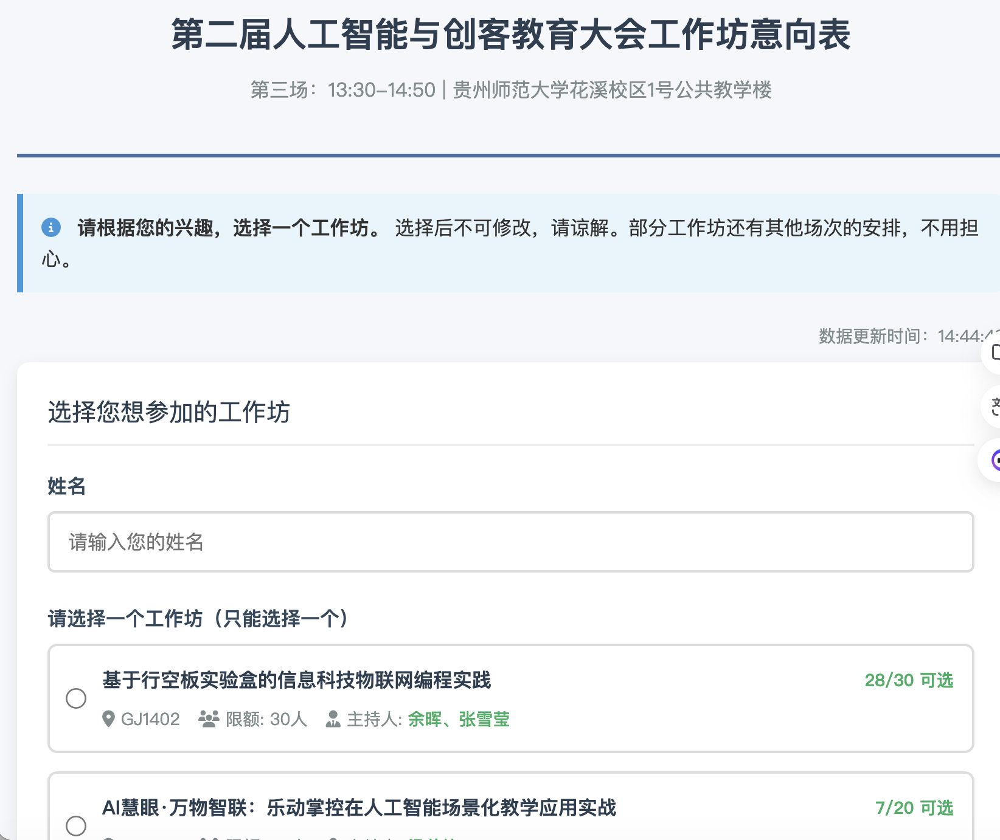 第二届人工智能与创客教育大会工作坊意向表
第三场：13:30–14:50 | 贵州师范大学花溪校区1号公共教学楼
请根据您的兴趣，选择一个工作坊。 选择后不可修改，请谅解。部分工作坊还有其他场次的安排，不用担
心。
数据更新时间：14:44:4
选择您想参加的工作坊
姓名
请输入您的姓名
请选择一个工作坊（只能选择一个）
基于行空板实验盒的信息科技物联网编程实践
28/30 可选
GJ1402 限额: 30人 主持人: 余晖、张雪莹
AI慧眼·万物智联：乐动掌控在人工智能场景化教学应用实战
7/20 可选